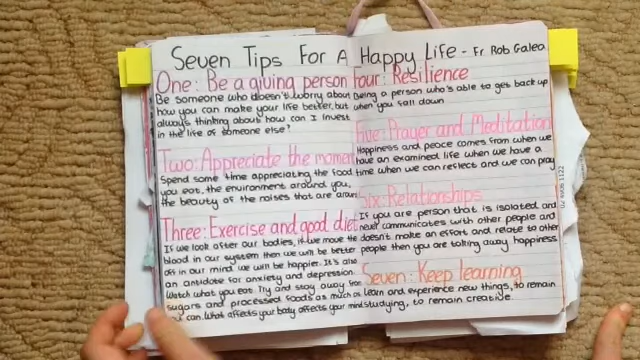 Seven Tips For A Happy Life - Fr Rob Galea
One: Be a giving person
Be someone who doesn't worry about
how you can make your life better, but
always thinking about how can I invest
in the life of someone else?
Two: Appreciate the moment
Spend some time appreciating the food
you eat, the environment around you,
the beauty of the noises that are around
Three: Exercise and good diet
If we look after our bodies, if we move the
blood in our system then we will be better
off in our mind we will be happier. It's also
an antidote for anxiety and depression.
Watch what you eat. Try and stay away from
sugars and processed foods as much as
you can. What affects your body affects your mind
Four: Resilience
Being a person who's able to get back up
when you fall down
Five: Prayer and Meditation
Happiness and peace comes from when we
have an examined life when we have a
time when we can reflect and we can pray
Six: Relationships
If you are person that is isolated and
never communicates with other people and
doesn't make an effort and relate to other
people then you are taking away happiness
Seven: Keep learning
Learn and experience new things, to remain
studying, to remain creative.